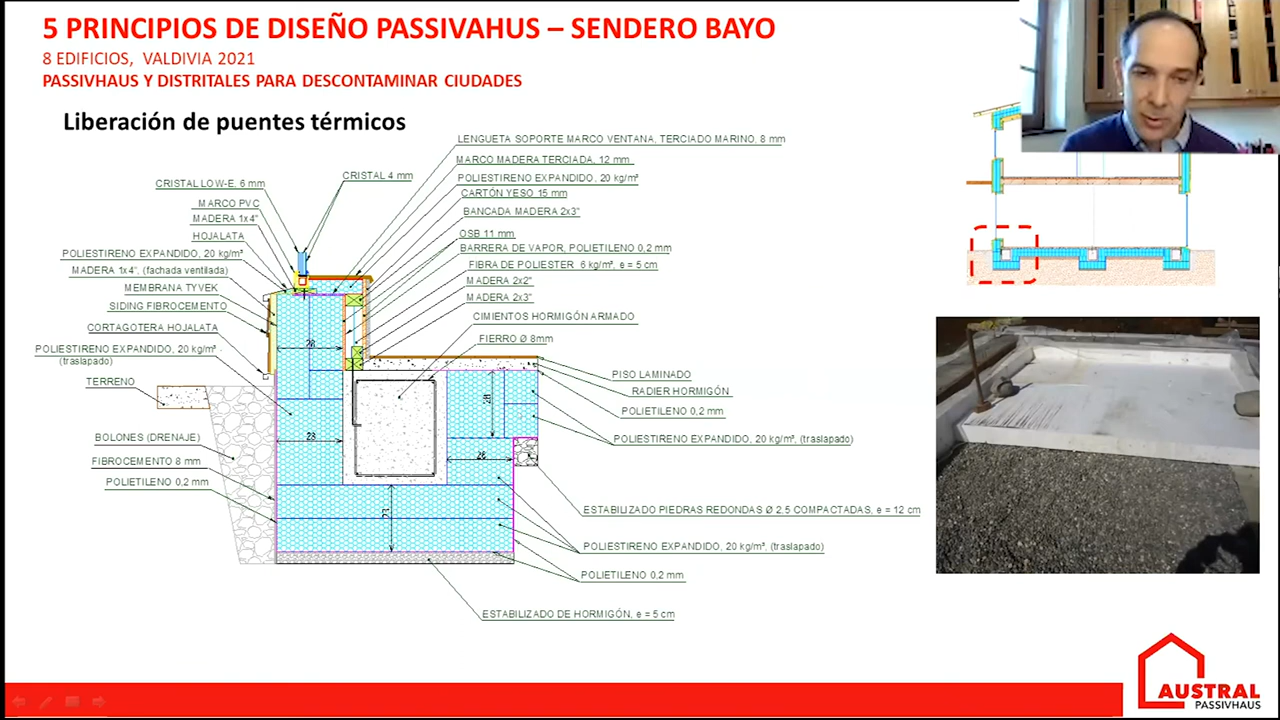 5 PRINCIPIOS DE DISEÑO PASSIVAHUS – SENDERO BAYO
8 EDIFICIOS, VALDIVIA 2021
PASSIVHAUS Y DISTRITALES PARA DESCONTAMINAR CIUDADES
Liberación de puentes térmicos
CRISTAL LOW-E. 6 mm
CRISTAL 4 mm
MARCO PVC
MADERA 1x4"
HOJALATA
POLIESTIRENO EXPANDIDO, 20 kg/m³
MADERA 1x4". (fachada ventilada)
MEMBRANA TYVEK
SIDING FIBROCEMENTO
CORTAGOTERA HOJALATA
POLIESTIRENO EXPANDIDO, 20 kg/m³
(traslapado)
TERRENO
BOLONES (DRENAJE)
FIBROCEMENTO 8 mm
POLIETILENO 0,2 mm
LENGUETA SOPORTE MARCO VENTANA, TERCIADO MARINO, 8 mm
MARCO MADERA TERCIADA, 12 mm
POLIESTIRENO EXPANDIDO, 20 kg/m³
CARTÓN YESO 15 mm
BANCADA MADERA 2x3"
OSB 11 mm
BARRERA DE VAPOR, POLIETILENO 0,2 mm
FIBRA DE POLIESTER 6 kg/m³, e = 5 cm
MADERA 2x2"
MADERA 2x3"
CIMIENTOS HORMIGÓN ARMADO
FIERRO Ø 8mm
PISO LAMINADO
RADIER HORMIGÓN
POLIETILENO 0,2 mm
POLIESTIRENO EXPANDIDO, 20 kg/m³, (traslapado)
ESTABILIZADO PIEDRAS REDONDAS Ø 2.5 COMPACTADAS, e = 12 cm
POLIESTIRENO EXPANDIDO, 20 kg/m³, (traslapado)
POLIETILENO 0,2 mm
ESTABILIZADO DE HORMIGÓN, e = 5 cm
AUSTRAL
PASSIVHAUS